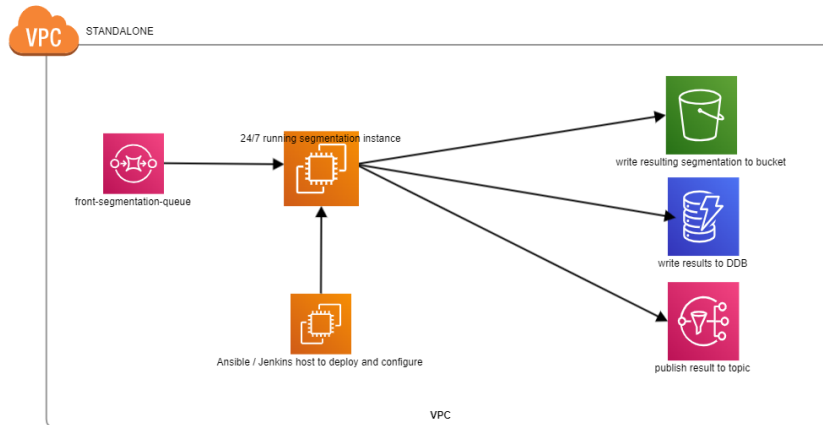 VPC
STANDALONE
24/7 running segmentation instance
write resulting segmentation to bucket
front-segmentation-queue
write results to DDB
Ansible / Jenkins host to deploy and configure
publish result to topic
VPC